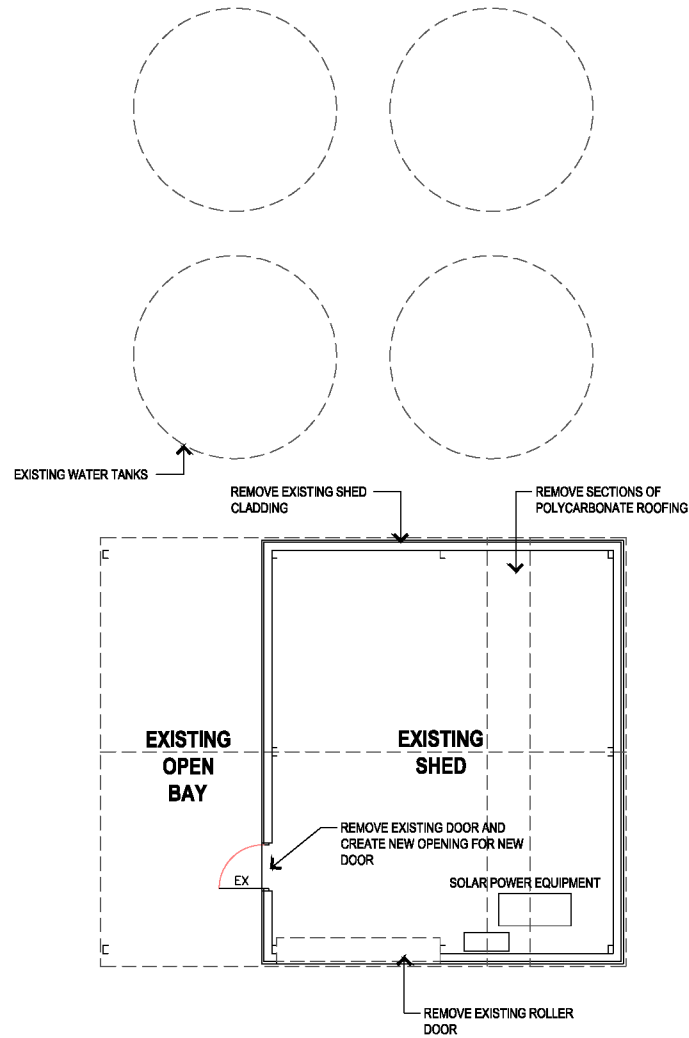 EXISTING WATER TANKS
REMOVE EXISTING SHED
CLADDING
REMOVE SECTIONS OF
POLYCARBONATE ROOFING
EXISTING
OPEN
BAY
EXISTING
SHED
REMOVE EXISTING DOOR AND
CREATE NEW OPENING FOR NEW
DOOR
EX
SOLAR POWER EQUIPMENT
REMOVE EXISTING ROLLER
DOOR